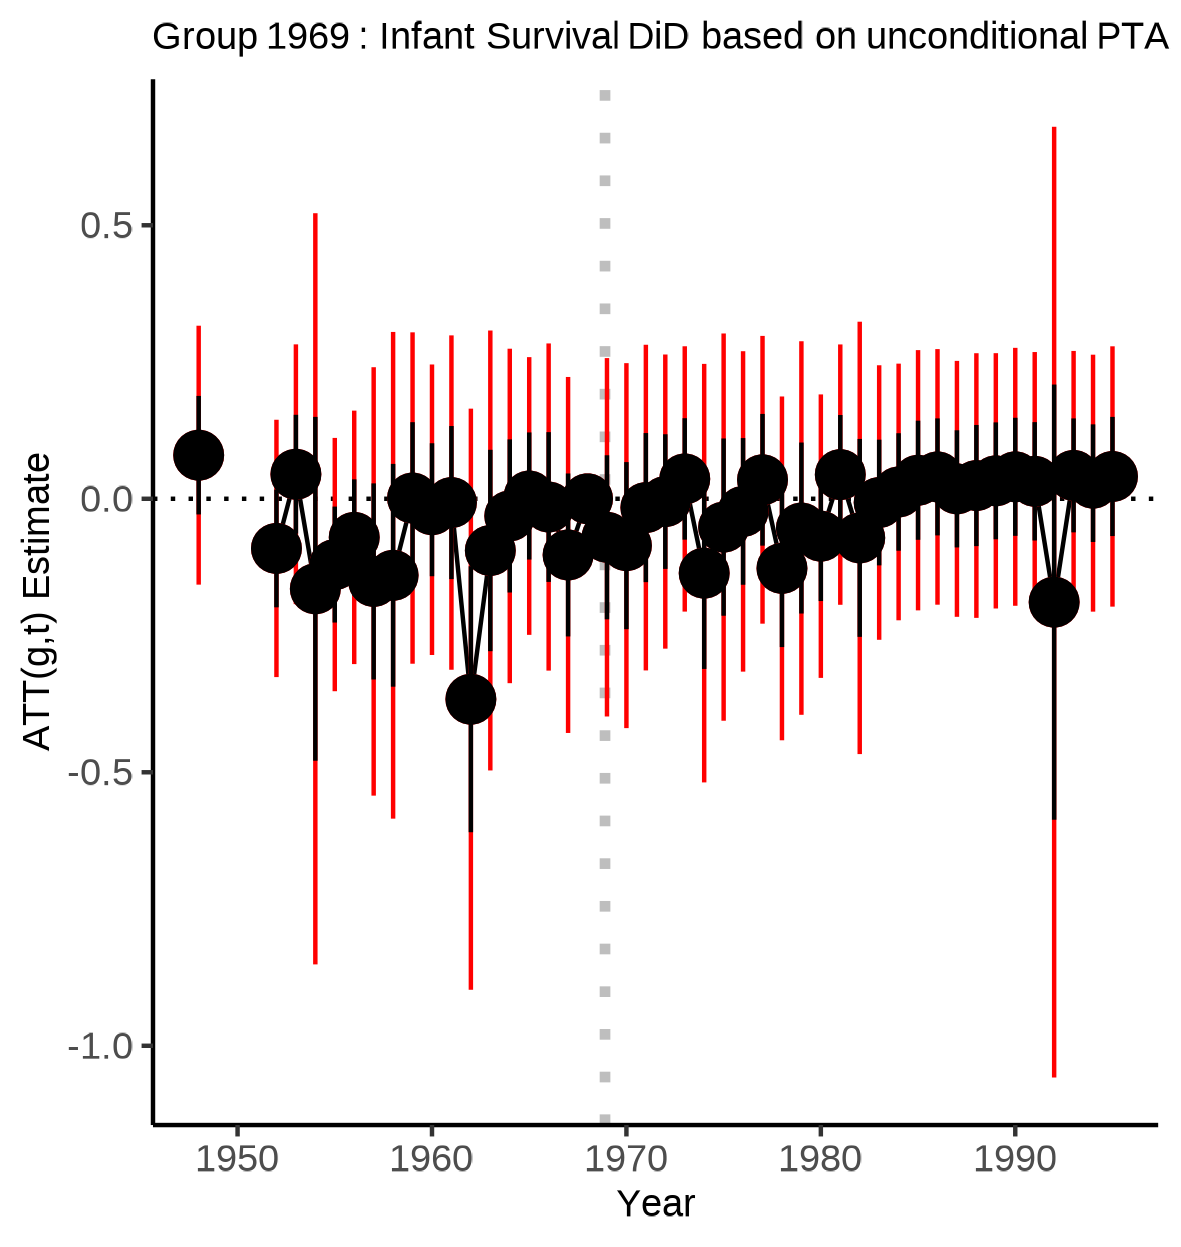 Group 1969 : Infant Survival DiD based on unconditional PTA
ATT(g,t) Estimate
0.5
0.0
-0.5
-1.0
1950 1960 1970 1980 1990
Year